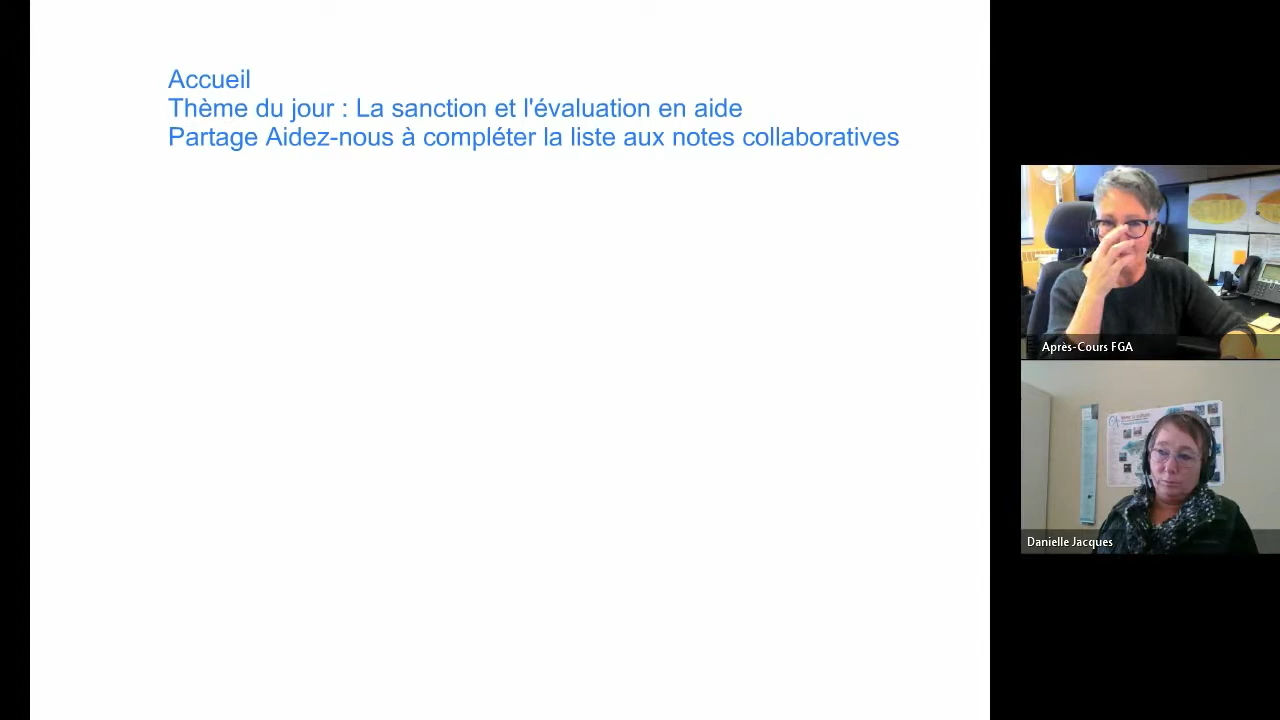 Accueil
Thème du jour : La sanction et l'évaluation en aide
Partage Aidez-nous à compléter la liste aux notes collaboratives
Après-Cours FGA
Danielle Jacques